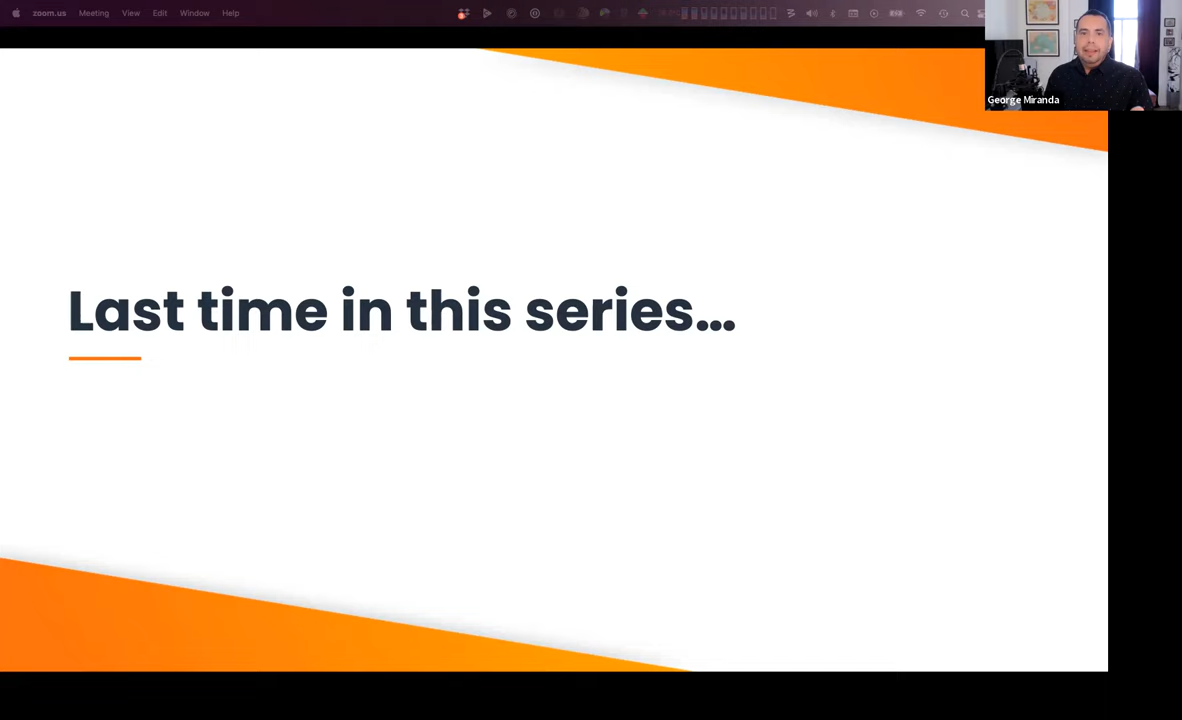 zoom.us Meeting View Edit Window Help
George Miranda
Last time in this series...